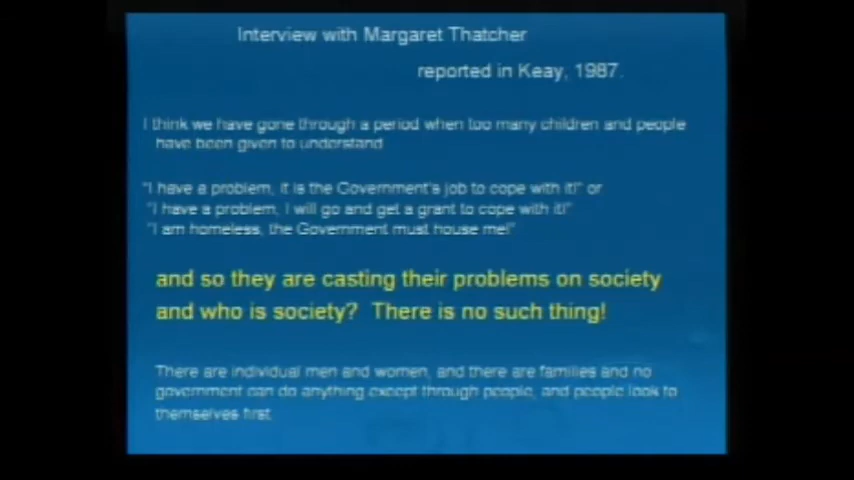 Interview with Margaret Thatcher
reported in Keay, 1987.
I think we have gone through a period when too many children and people
have been given to understand
"I have a problem, it is the Government's job to cope with it!" or
"I have a problem, I will go and get a grant to cope with it!"
"I am homeless, the Government must house me!"
and so they are casting their problems on society
and who is society? There is no such thing!
There are individual men and women, and there are families and no
government can do anything except through people, and people look to
themselves first.